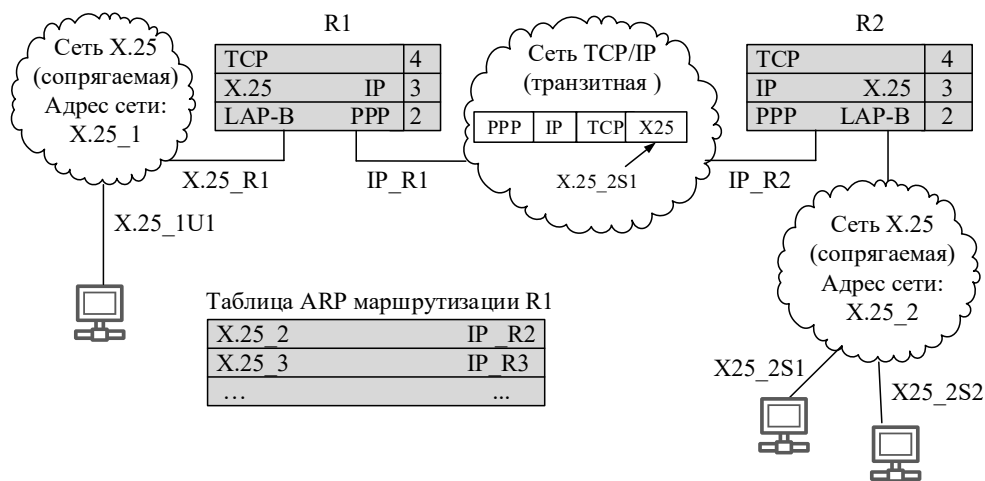 Сеть X.25
(сопрягаемая)
Адрес сети:
X.25_1
R1
TCP 4
X.25 IP 3
LAP-B PPP 2
Сеть TCP/IP
(транзитная )
PPP IP TCP X25
X.25_2S1
R2
TCP 4
IP X.25 3
PPP LAP-B 2
X.25_R1
IP_R1
IP_R2
X.25_1U1
Сеть X.25
(сопрягаемая)
Адрес сети:
X.25_2
Таблица ARP маршрутизации R1
X.25_2 IP _R2
X.25_3 IP_R3
… ...
X25_2S1
X25_2S2